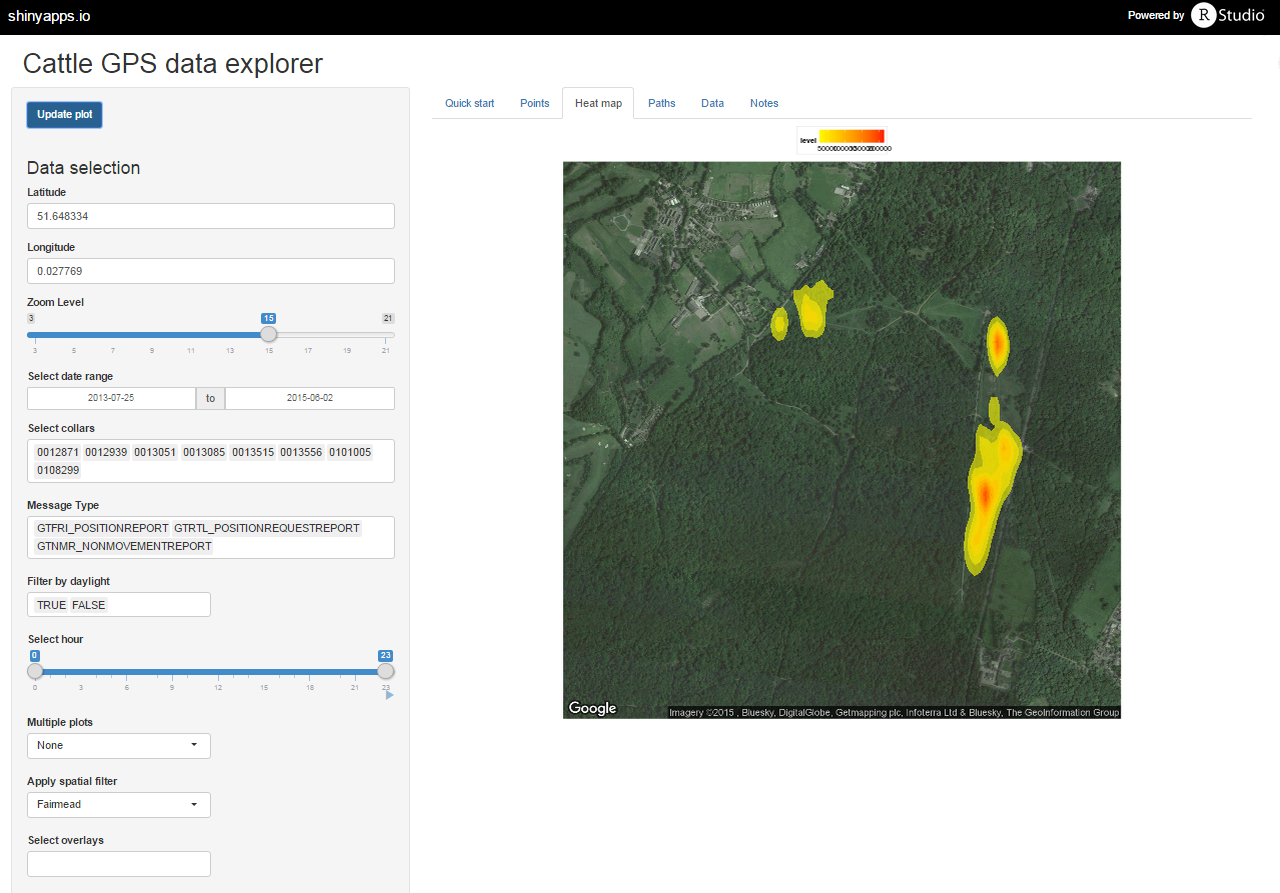 shinyapps.io
Powered by R Studio
Cattle GPS data explorer
Update plot
Data selection
Latitude
51.648334
Longitude
0.027769
Zoom Level
3 15 21
3 5 7 9 11 13 15 17 19 21
Select date range
2013-07-25 to 2015-06-02
Select collars
0012871 0012939 0013051 0013085 0013515 0013556 0101005
0108299
Message Type
GTFRI_POSITIONREPORT GTRTL_POSITIONREQUESTREPORT
GTNMR_NONMOVEMENTREPORT
Filter by daylight
TRUE FALSE
Select hour
0 23
0 3 6 9 12 15 18 21 23
Multiple plots
None
Apply spatial filter
Fairmead
Select overlays
Quick start Points Heat map Paths Data Notes
level
Google
Imagery ©2015 , Bluesky, DigitalGlobe, Getmapping plc, Infoterra Ltd & Bluesky, The GeoInformation Group